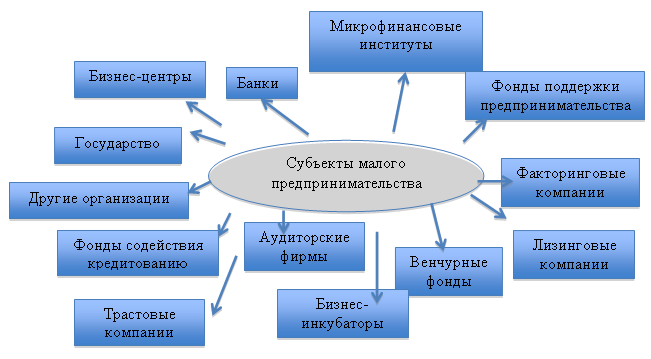 Микрофинансовые
институты
Бизнес-центры
Банки
Фонды поддержки
предпринимательства
Государство
Субъекты малого
предпринимательства
Факторинговые
компании
Другие организации
Фонды содействия
кредитованию
Аудиторские
фирмы
Венчурные
фонды
Лизинговые
компании
Трастовые
компании
Бизнес-
инкубаторы